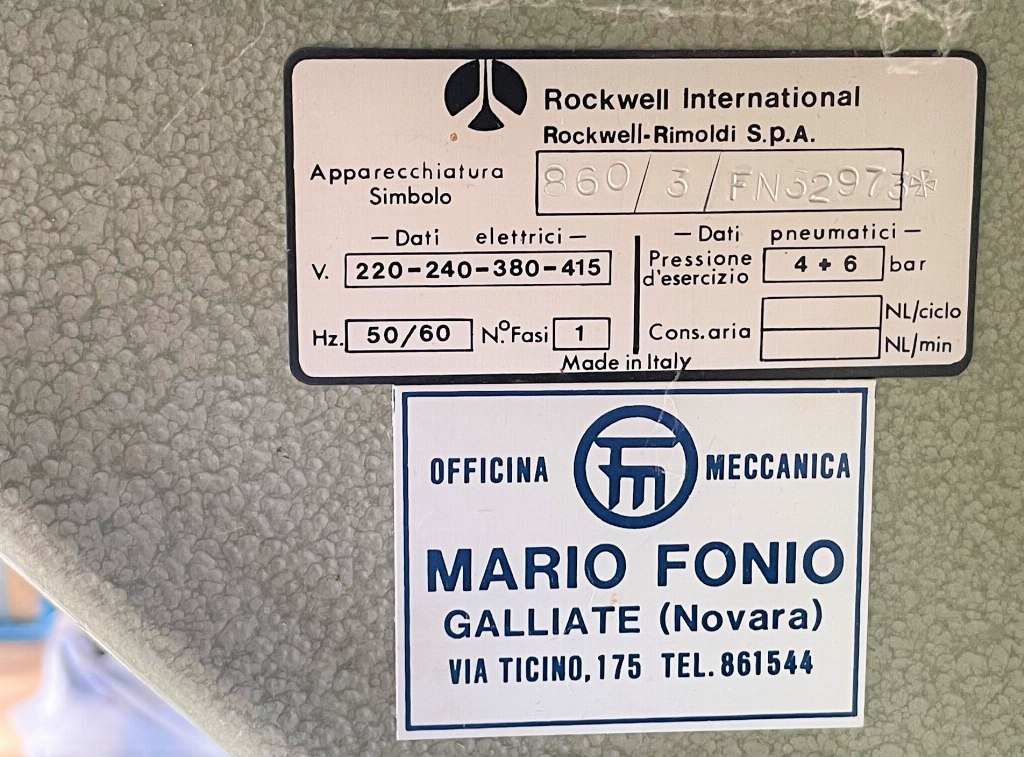 Rockwell International
Rockwell-Rimoldi S.p.A.
Apparecchiatura
Simbolo
860/3/FN32973*
— Dati elettrici —
V. 220-240-380-415
Hz. 50/60 N.º Fasi 1
— Dati pneumatici —
Pressione
d'esercizio 4 ÷ 6 bar
Cons. aria NL/ciclo
NL/min
Made in Italy
OFFICINA FM MECCANICA
MARIO FONIO
GALLIATE (Novara)
VIA TICINO, 175 TEL. 861544